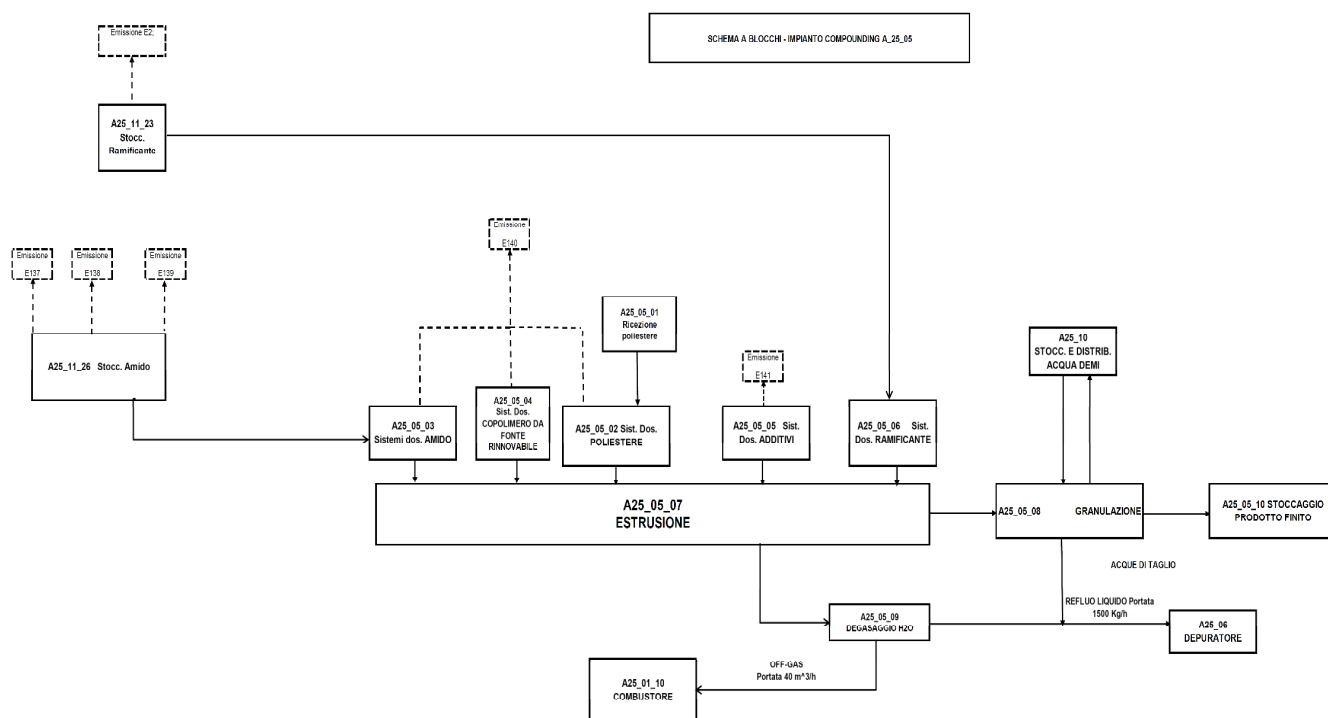 Emissione E2;
SCHEMA A BLOCCHI - IMPIANTO COMPOUNDING A_25_05
A25_11_23
Stocc.
Ramificante
Emissione
E140
Emissione
E137
Emissione
E138
Emissione
E139
A25_05_01
Ricezione
poliestere
A25_10
STOCC. E DISTRIB.
ACQUA DEMI
Emissione
E141
A25_11_26 Stocc. Amido
A25_05_03
Sistemi dos. AMIDO
A25_05_04
Sist. Dos.
COPOLIMERO DA
FONTE
RINNOVABILE
A25_05_02 Sist. Dos.
POLIESTERE
A25_05_05 Sist.
Dos. ADDITIVI
A25_05_06 Sist.
Dos. RAMIFICANTE
A25_05_07
ESTRUSIONE
A25_05_08 GRANULAZIONE
A25_05_10 STOCCAGGIO
PRODOTTO FINITO
ACQUE DI TAGLIO
REFLUO LIQUIDO Portata
1500 Kg/h
A25_05_09
DEGASAGGIO H2O
A25_06
DEPURATORE
OFF-GAS
Portata 40 m^3/h
A25_01_10
COMBUSTORE